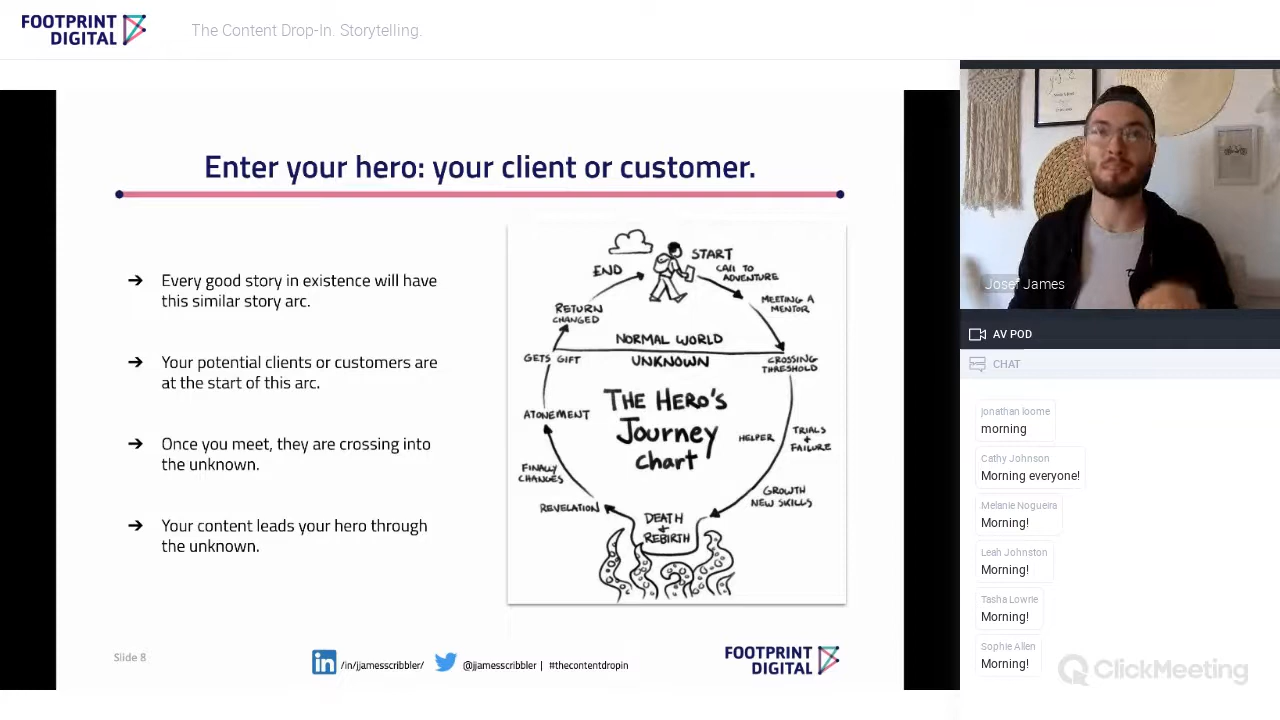 FOOTPRINT
DIGITAL
The Content Drop-In. Storytelling.
Enter your hero: your client or customer.
➔ Every good story in existence will have
this similar story arc.
➔ Your potential clients or customers are
at the start of this arc.
➔ Once you meet, they are crossing into
the unknown.
➔ Your content leads your hero through
the unknown.
START
CALL TO
ADVENTURE
MEETING A
MENTOR
CROSSING
THRESHOLD
HELPER
TRIALS
+
FAILURE
GROWTH
NEW SKILLS
DEATH
+
REBIRTH
REVELATION
FINALLY
CHANGES
ATONEMENT
GETS GIFT
RETURN
CHANGED
END
NORMAL WORLD
UNKNOWN
THE HERO'S
JOURNEY
CHART
Slide 8
in
/in/jjamesscribbler/
@jjamesscribbler | #thecontentdropin
FOOTPRINT
DIGITAL
Josef James
AV POD
CHAT
jonathan loome
morning
Cathy Johnson
Morning everyone!
Melanie Nogueira
Morning!
Leah Johnston
Morning!
Tasha Lowrie
Morning!
Sophie Allen
Morning!
ClickMeeting